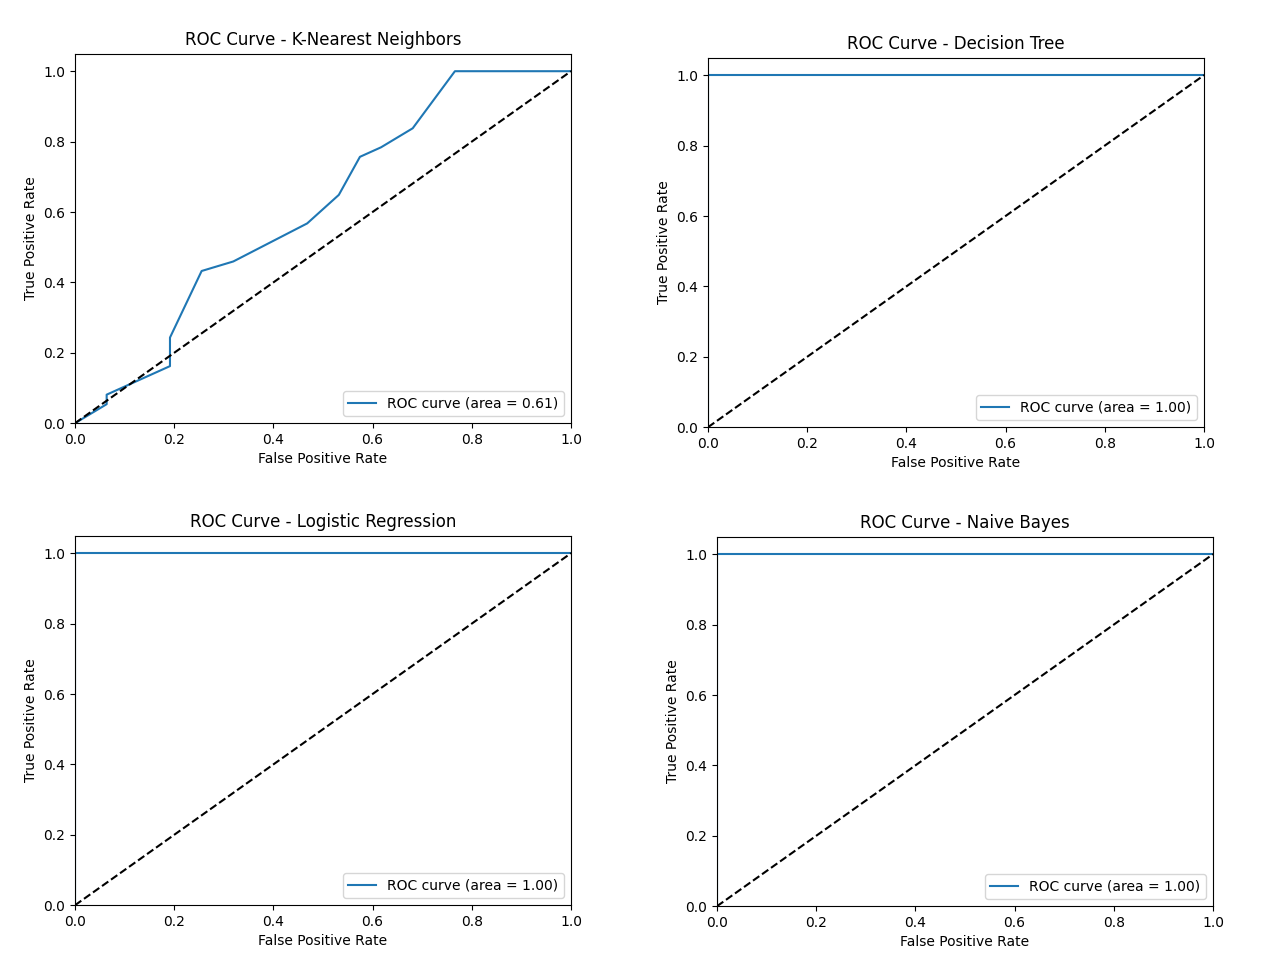 ROC Curve - K-Nearest Neighbors
True Positive Rate
1.0
0.8
0.6
0.4
0.2
0.0
ROC curve (area = 0.61)
0.0 0.2 0.4 0.6 0.8 1.0
False Positive Rate
ROC Curve - Decision Tree
True Positive Rate
1.0
0.8
0.6
0.4
0.2
0.0
ROC curve (area = 1.00)
0.0 0.2 0.4 0.6 0.8 1.0
False Positive Rate
ROC Curve - Logistic Regression
True Positive Rate
1.0
0.8
0.6
0.4
0.2
0.0
ROC curve (area = 1.00)
0.0 0.2 0.4 0.6 0.8 1.0
False Positive Rate
ROC Curve - Naive Bayes
True Positive Rate
1.0
0.8
0.6
0.4
0.2
0.0
ROC curve (area = 1.00)
0.0 0.2 0.4 0.6 0.8 1.0
False Positive Rate